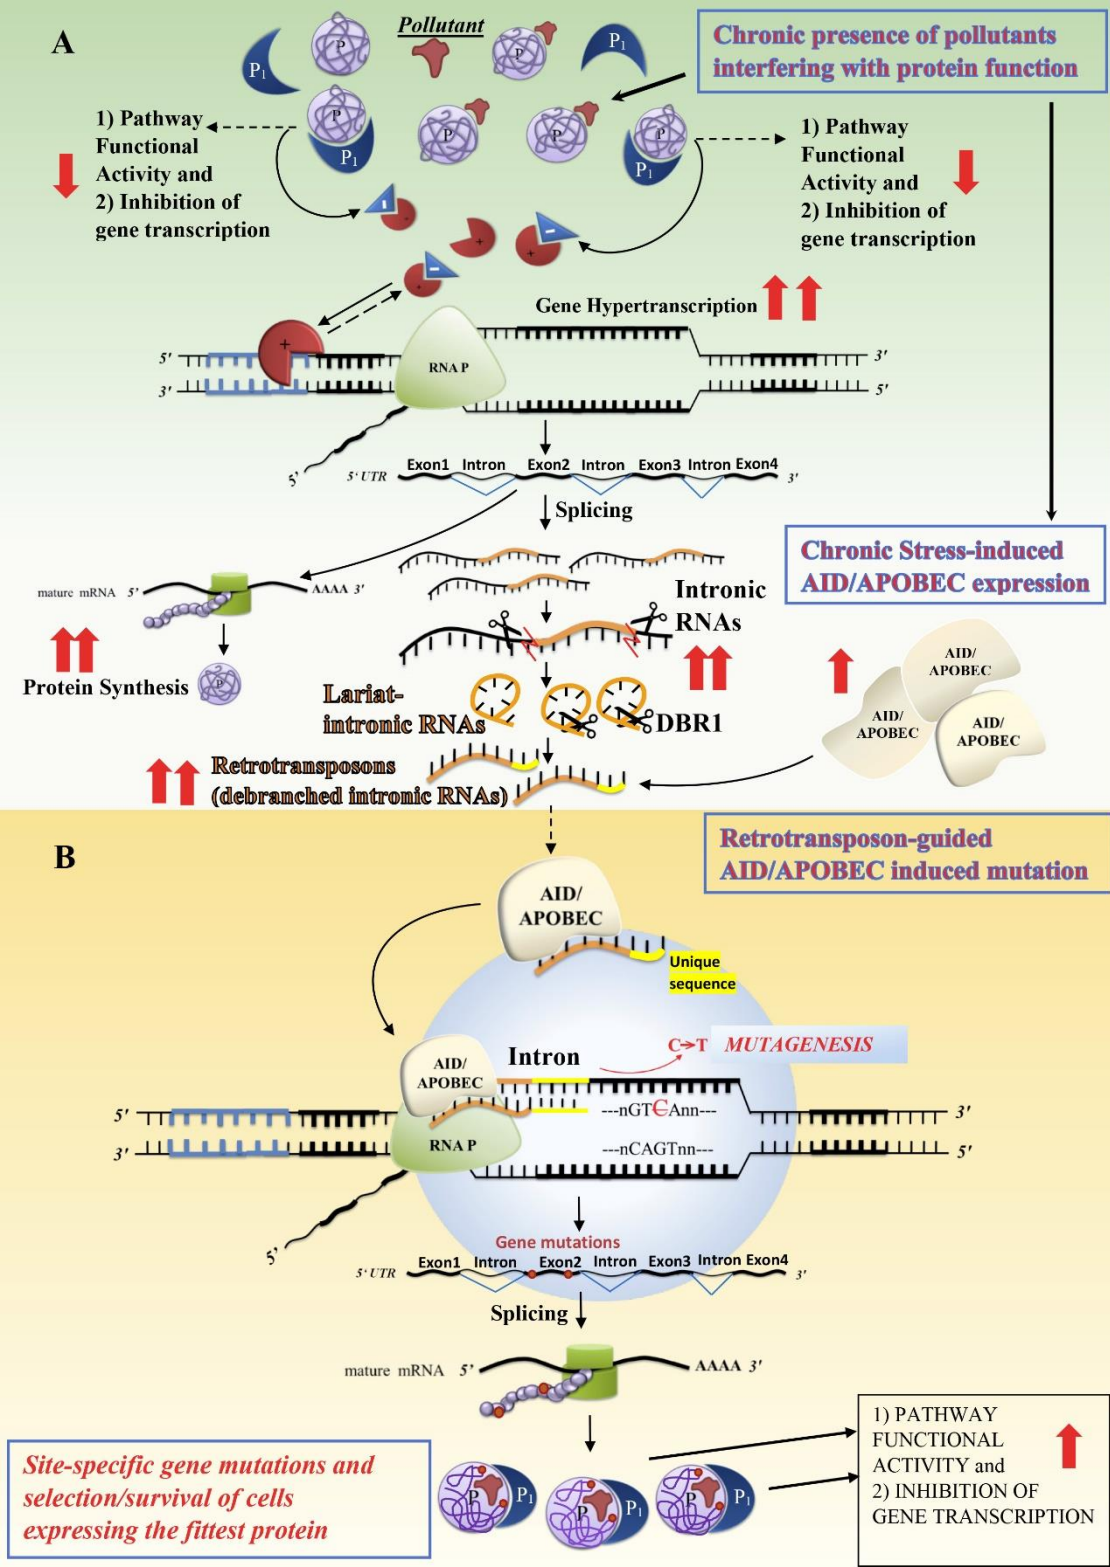 A
Pollutant
Chronic presence of pollutants
interfering with protein function
P
P
P1
P1
P
P
P
P1
P
P1
1) Pathway
Functional
Activity and
2) Inhibition of
gene transcription
1) Pathway
Functional
Activity and
2) Inhibition of
gene transcription
Gene Hypertranscription
5' 3'
RNA P
3' 5'
5'
5' UTR Exon1 Intron Exon2 Intron Exon3 Intron Exon4 3'
Splicing
Chronic Stress-induced
AID/APOBEC expression
mature mRNA 5' AAAA 3'
Intronic
RNAs
Protein Synthesis
P
AID/
APOBEC
AID/
APOBEC
AID/
APOBEC
Lariat-
intronic RNAs
DBR1
Retrotransposons
(debranched intronic RNAs)
B
Retrotransposon-guided
AID/APOBEC induced mutation
AID/
APOBEC
Unique
sequence
C→T MUTAGENESIS
Intron
AID/
APOBEC
5' 3'
---nGTCAnn---
RNA P
---nCAGTnn---
3' 5'
5'
Gene mutations
5' UTR Exon1 Intron Exon2 Intron Exon3 Intron Exon4 3'
Splicing
mature mRNA 5' AAAA 3'
1) PATHWAY
FUNCTIONAL
ACTIVITY and
2) INHIBITION OF
GENE TRANSCRIPTION
Site-specific gene mutations and
selection/survival of cells
expressing the fittest protein
P P1
P P1
P P1